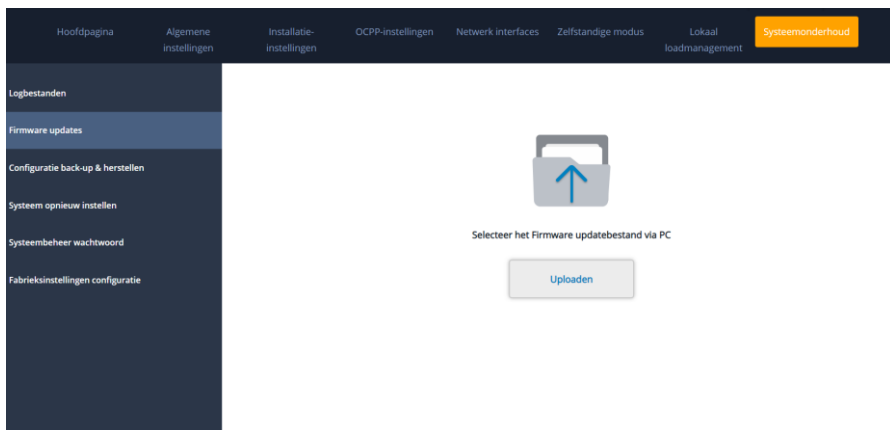 Hoofdpagina
Algemene
instellingen
Installatie-
instellingen
OCPP-instellingen
Netwerk interfaces
Zelfstandige modus
Lokaal
loadmanagement
Systeemonderhoud
Logbestanden
Firmware updates
Configuratie back-up & herstellen
Systeem opnieuw instellen
Systembeheer wachtwoord
Fabrieksinstellingen configuratie
Selecteer het Firmware updatebestand via PC
Uploaden